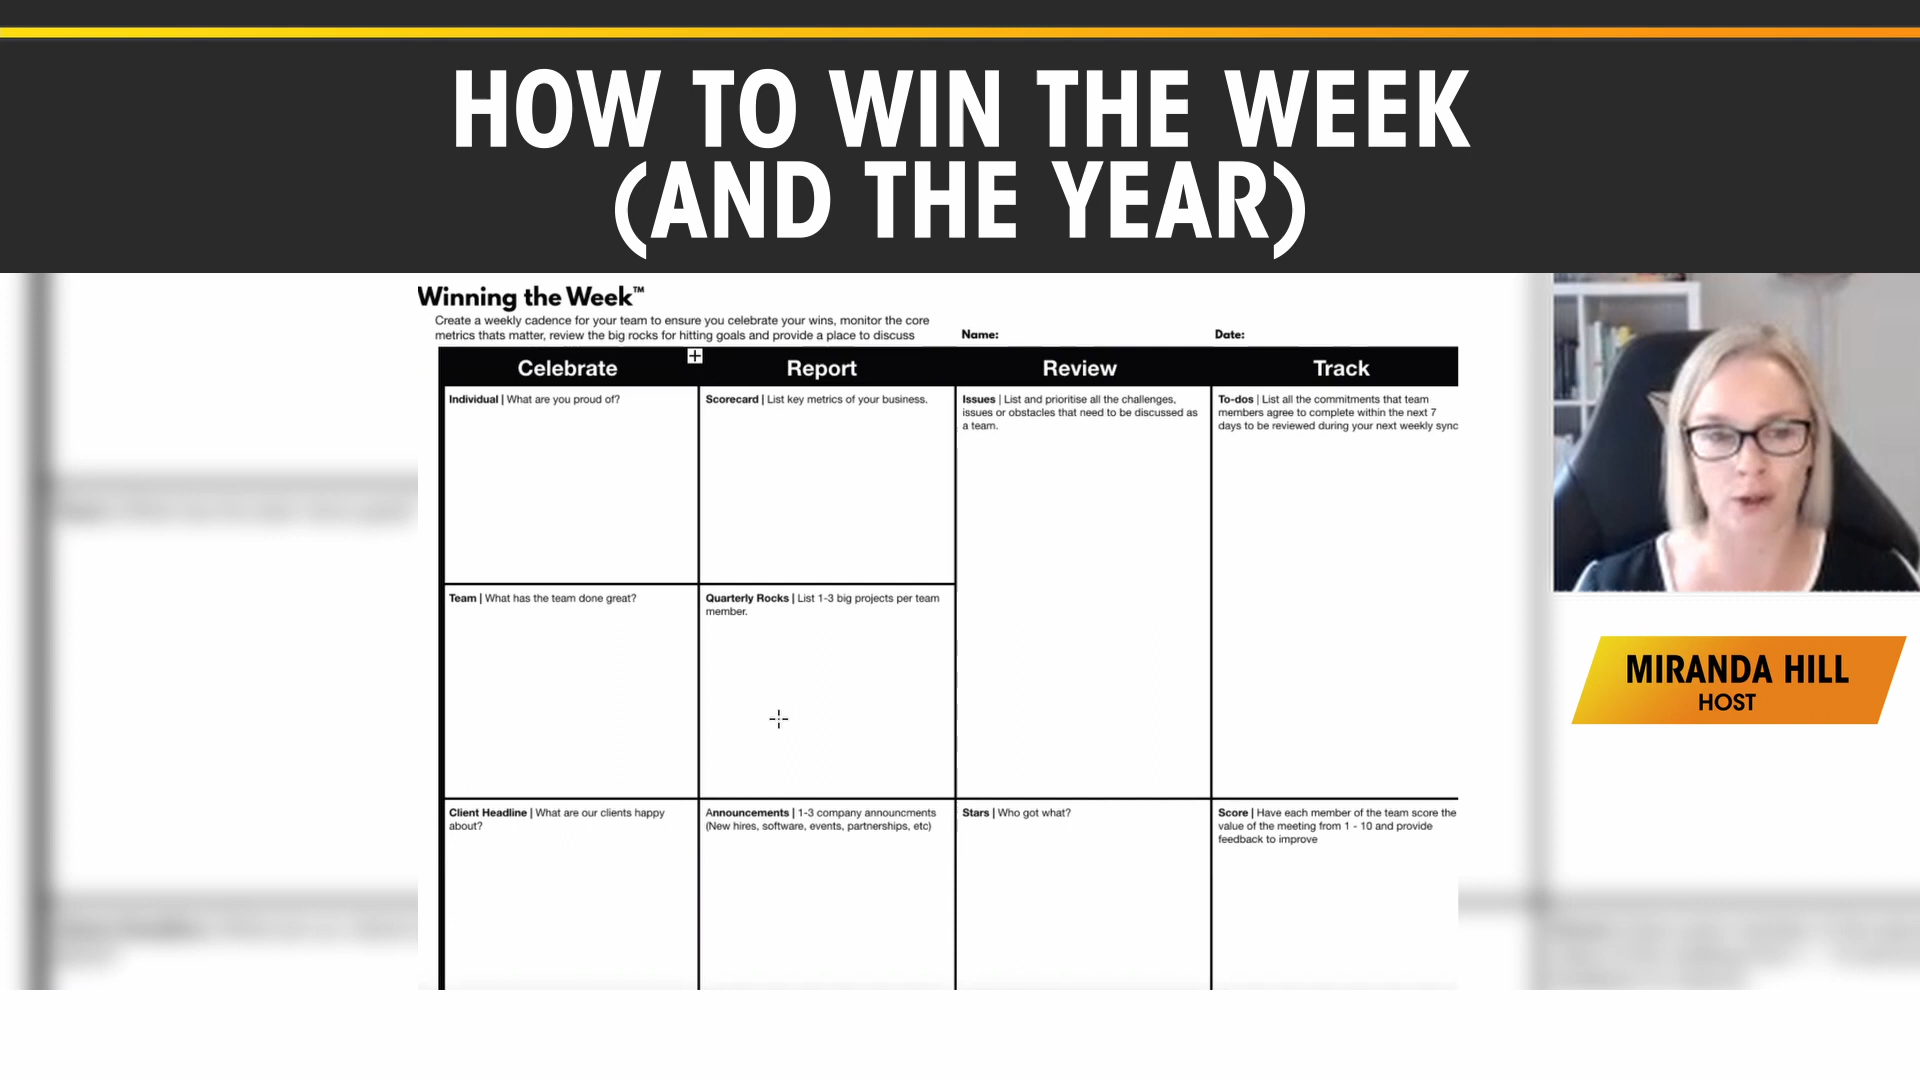 HOW TO WIN THE WEEK
(AND THE YEAR)
Winning the Week™
Create a weekly cadence for your team to ensure you celebrate your wins, monitor the core
metrics thats matter, review the big rocks for hitting goals and provide a place to discuss
Name:
Date:
Celebrate
Report
Review
Track
Individual | What are you proud of?
Scorecard | List key metrics of your business.
Issues | List and prioritise all the challenges,
issues or obstacles that need to be discussed as
a team.
To-dos | List all the commitments that team
members agree to complete within the next 7
days to be reviewed during your next weekly sync
Team | What has the team done great?
Quarterly Rocks | List 1-3 big projects per team
member.
Client Headline | What are our clients happy
about?
Announcements | 1-3 company announcments
(New hires, software, events, partnerships, etc)
Stars | Who got what?
Score | Have each member of the team score the
value of the meeting from 1 - 10 and provide
feedback to improve
MIRANDA HILL
HOST